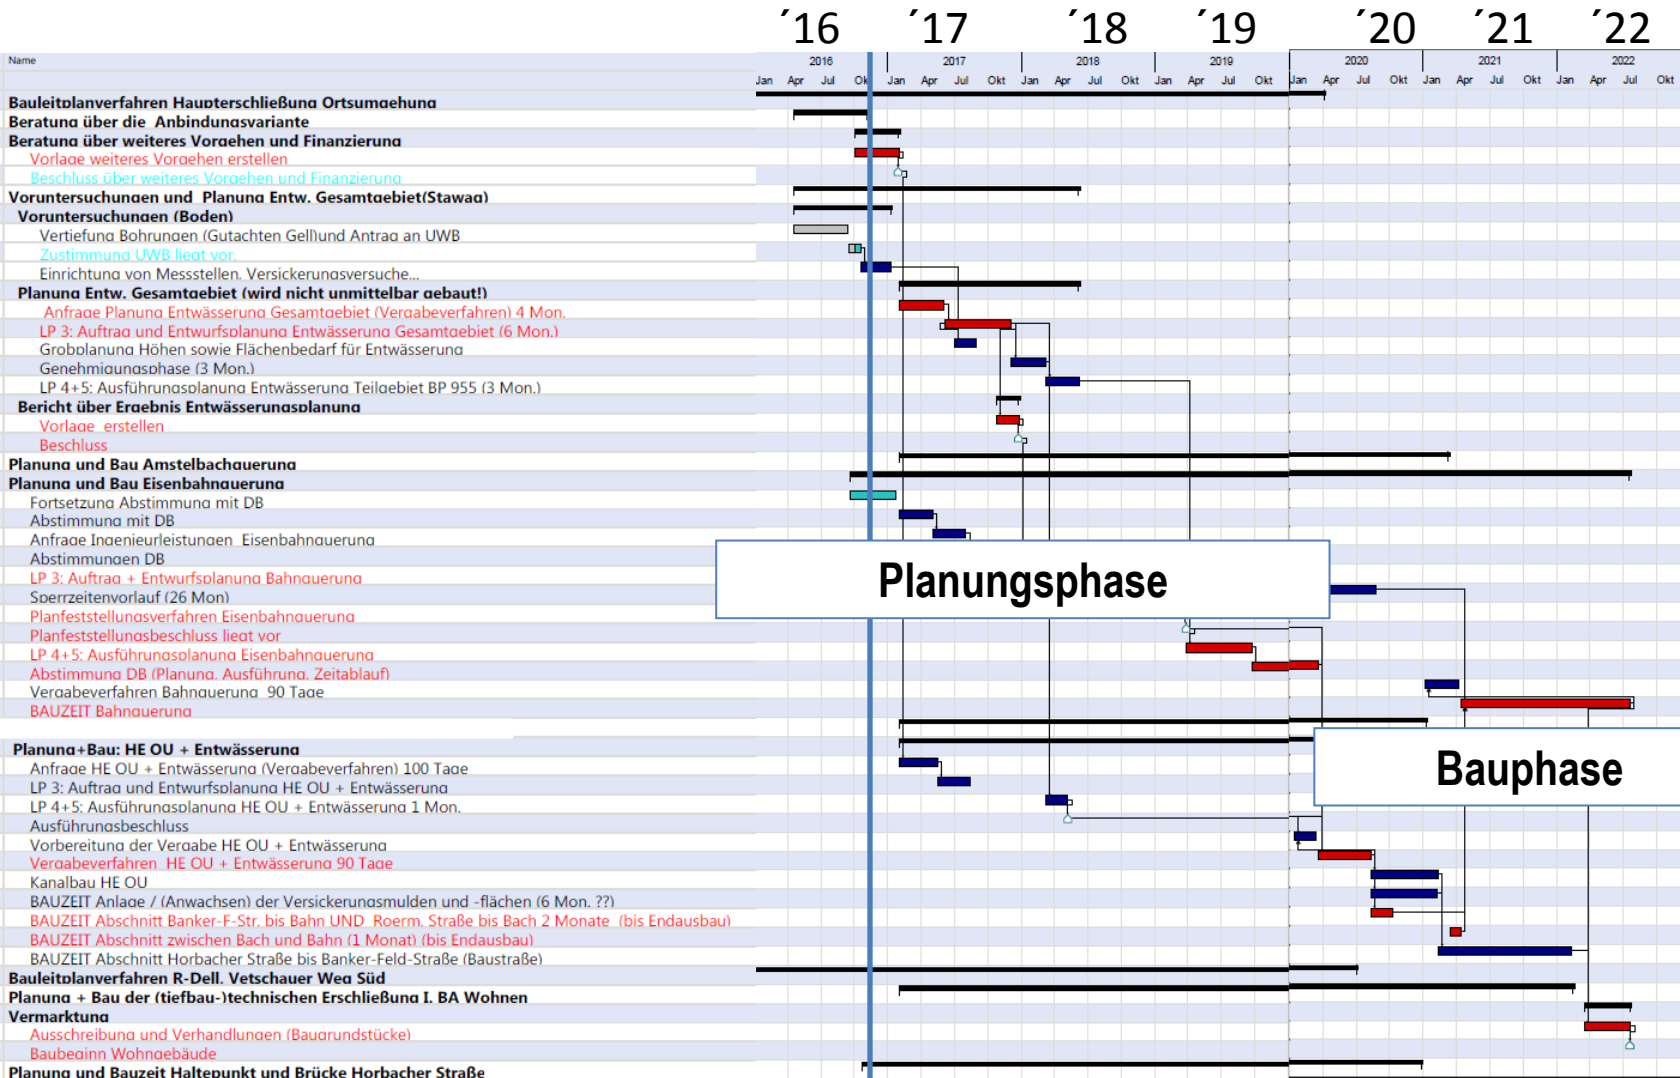 ´16 ´17 ´18 ´19 ´20 ´21 ´22
Name 2016 2017 2018 2019 2020 2021 2022
Jan Apr Jul Ok Jan Apr Jul Okt Jan Apr Jul Okt Jan Apr Jul Okt Jan Apr Jul Okt Jan Apr Jul Okt Jan Apr Jul Okt
Bauleitplanverfahren Haupterschließung Ortsumgehung
Beratung über die Anbindungsvariante
Beratung über weiteres Vorgehen und Finanzierung
Vorlage weiteres Vorgehen erstellen
Beschluss über weiteres Vorgehen und Finanzierung
Voruntersuchungen und Planung Entw. Gesamtgebiet(Stawag)
Voruntersuchungen (Boden)
Vertiefung Bohrungen (Gutachten Gell)und Antrag an UWB
Zustimmung UWB liegt vor.
Einrichtung von Messstellen, Versickerungsversuche...
Planung Entw. Gesamtgebiet (wird nicht unmittelbar gebaut!)
Anfrage Planung Entwässerung Gesamtgebiet (Vergabeverfahren) 4 Mon.
LP 3: Auftrag und Entwurfsplanung Entwässerung Gesamtgebiet (6 Mon.)
Grobplanung Höhen sowie Flächenbedarf für Entwässerung
Genehmigungsphase (3 Mon.)
LP 4+5: Ausführungsplanung Entwässerung Teilgebiet BP 955 (3 Mon.)
Bericht über Ergebnis Entwässerungsplanung
Vorlage erstellen
Beschluss
Planung und Bau Amstelbachquerung
Planung und Bau Eisenbahnquerung
Fortsetzung Abstimmung mit DB
Abstimmung mit DB
Anfrage Ingenieurleistungen Eisenbahnquerung
Abstimmungen DB
LP 3: Auftrag + Entwurfsplanung Bahnquerung
Planungsphase
Sperrzeitenvorlauf (26 Mon)
Planfeststellungsverfahren Eisenbahnquerung
Planfeststellungsbeschluss liegt vor
LP 4+5: Ausführungsplanung Eisenbahnquerung
Abstimmung DB (Planung, Ausführung, Zeitablauf)
Vergabeverfahren Bahnquerung 90 Tage
BAUZEIT Bahnquerung
Planung+Bau: HE OU + Entwässerung
Anfrage HE OU + Entwässerung (Vergabeverfahren) 100 Tage
Bauphase
LP 3: Auftrag und Entwurfsplanung HE OU + Entwässerung
LP 4+5: Ausführungsplanung HE OU + Entwässerung 1 Mon.
Ausführungsbeschluss
Vorbereitung der Vergabe HE OU + Entwässerung
Vergabeverfahren HE OU + Entwässerung 90 Tage
Kanalbau HE OU
BAUZEIT Anlage / (Anwachsen) der Versickerungsmulden und -flächen (6 Mon. ??)
BAUZEIT Abschnitt Banker-F-Str. bis Bahn UND Roerm. Straße bis Bach 2 Monate (bis Endausbau)
BAUZEIT Abschnitt zwischen Bach und Bahn (1 Monat) (bis Endausbau)
BAUZEIT Abschnitt Horbacher Straße bis Banker-Feld-Straße (Baustraße)
Bauleitplanverfahren R-Dell, Vetschauer Weg Süd
Planung + Bau der (tiefbau-)technischen Erschließung I. BA Wohnen
Vermarktung
Ausschreibung und Verhandlungen (Baugrundstücke)
Baubeginn Wohngebäude
Planung und Bauzeit Haltepunkt und Brücke Horbacher Straße